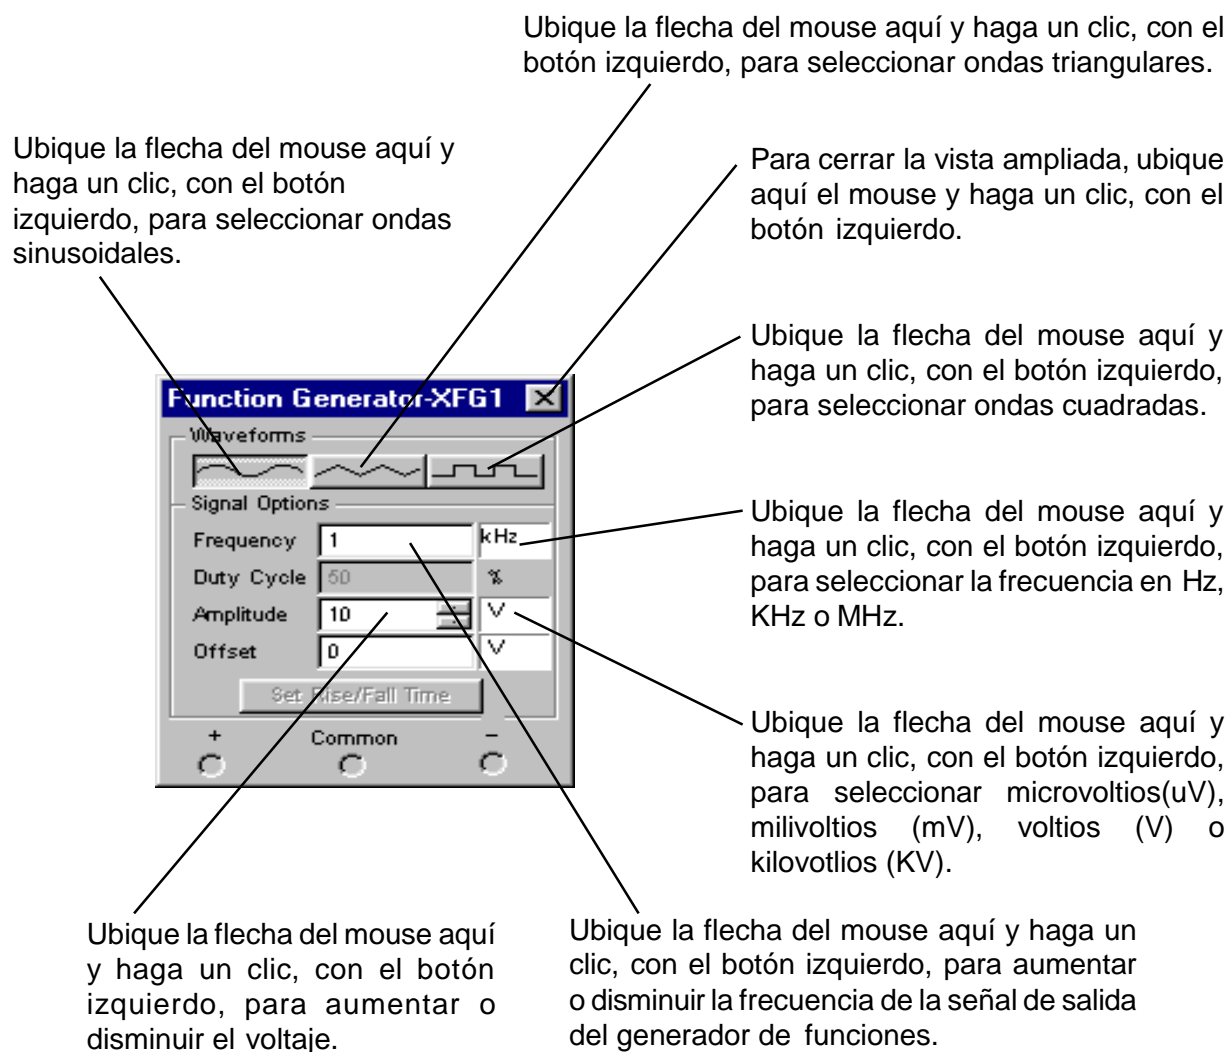 Ubique la flecha del mouse aquí y haga un clic, con el
botón izquierdo, para seleccionar ondas triangulares.
Ubique la flecha del mouse aquí y
haga un clic, con el botón
izquierdo, para seleccionar ondas
sinusoidales.
Para cerrar la vista ampliada, ubique
aquí el mouse y haga un clic, con el
botón izquierdo.
Ubique la flecha del mouse aquí y
haga un clic, con el botón izquierdo,
para seleccionar ondas cuadradas.
Function Generator-XFG1
Waveforms
Signal Options
Frequency 1 kHz
Duty Cycle 50 %
Amplitude 10 V
Offset 0 V
Set Rise/Fall Time
+ Common -
Ubique la flecha del mouse aquí y
haga un clic, con el botón izquierdo,
para seleccionar la frecuencia en Hz,
KHz o MHz.
Ubique la flecha del mouse aquí y
haga un clic, con el botón izquierdo,
para seleccionar microvoltios(uV),
milivoltios (mV), voltios (V) o
kilovotlios (KV).
Ubique la flecha del mouse aquí
y haga un clic, con el botón
izquierdo, para aumentar o
disminuir el voltaje.
Ubique la flecha del mouse aquí y haga un
clic, con el botón izquierdo, para aumentar
o disminuir la frecuencia de la señal de salida
del generador de funciones.